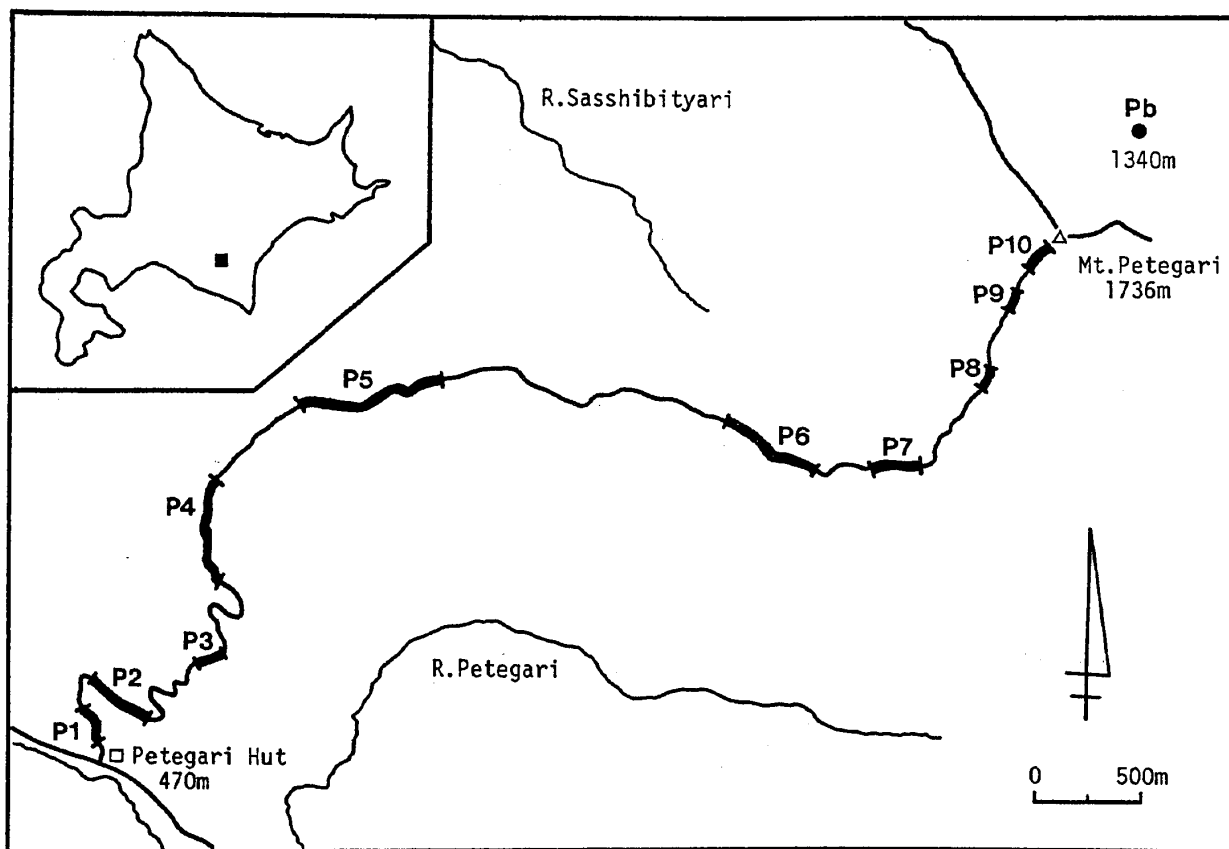 R.Sasshibityari
Pb
1340m
P10
Mt.Petegari
1736m
P9
P8
P5
P6
P7
P4
P3
R.Petegari
P2
P1
Petegari Hut
470m
0 500m